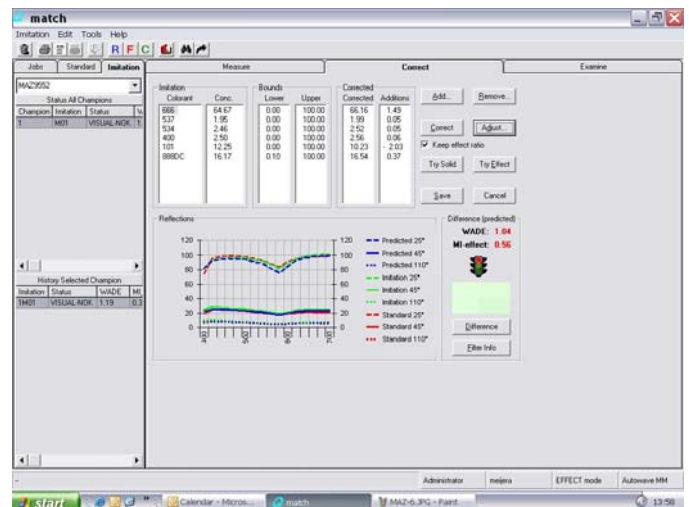 match
Imitation Edit Tools Help
R F C
Jobs Standard Imitation Measure Correct Examine
MAZ9552
Status All Champions
Champion Imitation Status
1 M01 VISUAL-NOK 1
History Selected Champion
Imitation Status WADE MI
1M01 VISUAL-NOK 1.19 0.3
Imitation
Colorant Conc.
666 64.67
537 1.95
534 2.46
400 2.50
101 12.25
888DC 16.17
Bounds
Lower Upper
0.00 100.00
0.00 100.00
0.00 100.00
0.00 100.00
0.00 100.00
0.10 100.00
Corrected
Corrected Additions
66.16 1.49
1.99 0.05
2.52 0.05
2.56 0.06
10.23 - 2.03
16.54 0.37
Add... Remove...
Correct Adjust...
Keep effect ratio
Try Solid Try Effect
Save Cancel
Reflections
120
100
80
60
40
20
0
120
100
80
60
40
20
0
400 500 600 700
Predicted 25°
Predicted 45°
Predicted 110°
Imitation 25°
Imitation 45°
Imitation 110°
Standard 25°
Standard 45°
Standard 110°
Difference (predicted)
WADE: 1.04
MI-effect: 0.56
Difference
Filter Info
Administrator meijera EFFECT mode Autowave MM
start Calendar - Micros... match MAZ-6.JPG - Paint 13:58